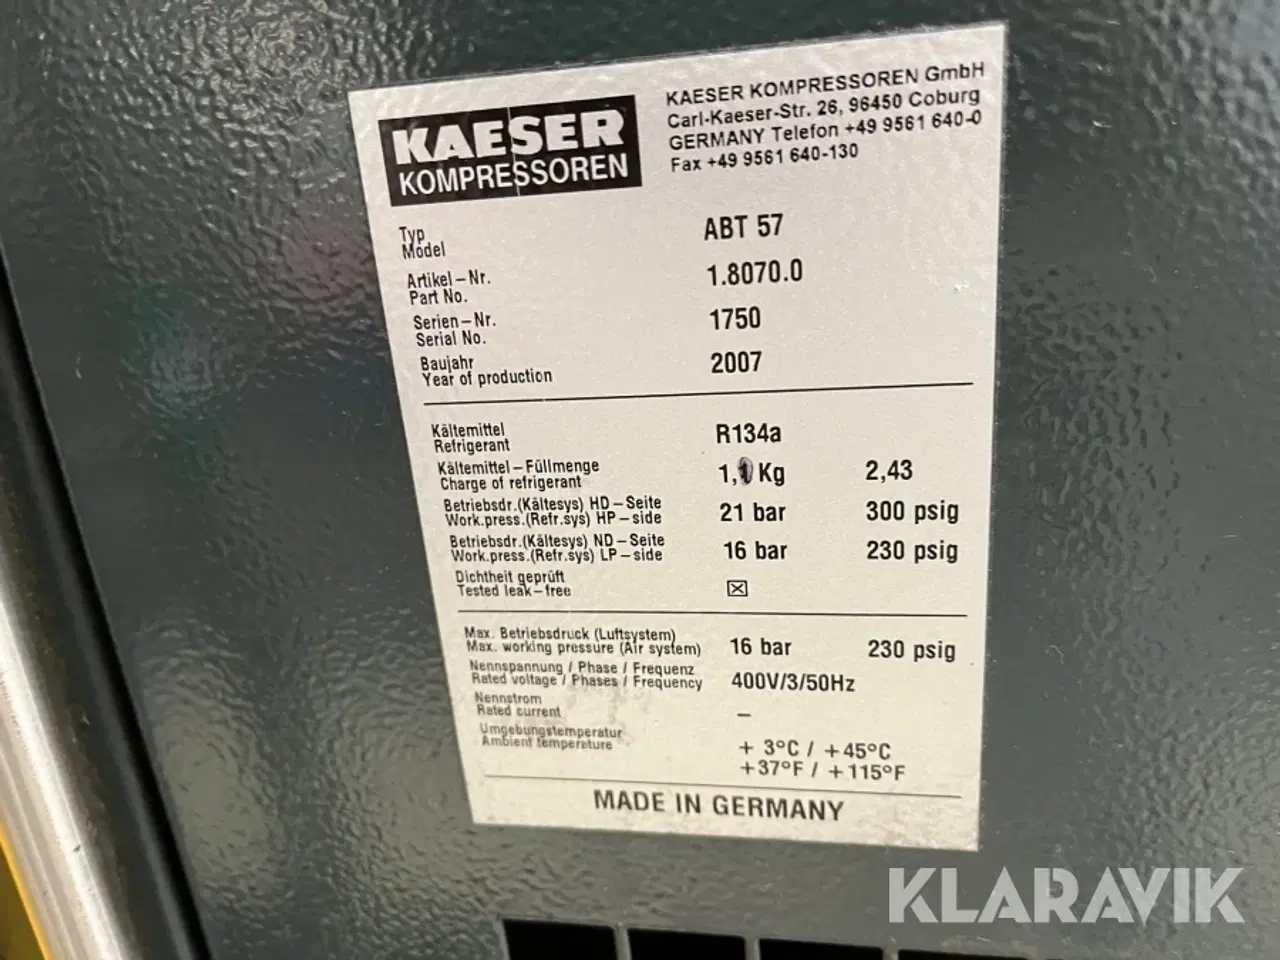 KAESER
KOMPRESSOREN
KAESER KOMPRESSOREN GmbH
Carl-Kaeser-Str. 26, 96450 Coburg
GERMANY Telefon +49 9561 640-0
Fax +49 9561 640-130
Typ
Model
ABT 57
Artikel-Nr.
Part No.
1.8070.0
Serien-Nr.
Serial No.
1750
Baujahr
Year of production
2007
Kältemittel
Refrigerant
R134a
Kältemittel-Füllmenge
Charge of refrigerant
Kg 2,43
Betriebsdr.(Kältesys) HD-Seite
Work.press.(Refr.sys) HP-side
21 bar 300 psig
Betriebsdr.(Kältesys) ND-Seite
Work.press.(Refr.sys) LP-side
16 bar 230 psig
Dichtheit geprüft
Tested leak-free
☒
Max. Betriebsdruck (Luftsystem)
Max. working pressure (Air system)
16 bar 230 psig
Nennspannung / Phase / Frequenz
Rated voltage / Phases / Frequency
400V/3/50Hz
Nennstrom
Rated current
–
Umgebungstemperatur
Ambient temperature
+ 3°C / +45°C
+37°F / +115°F
MADE IN GERMANY
KLARAVIK